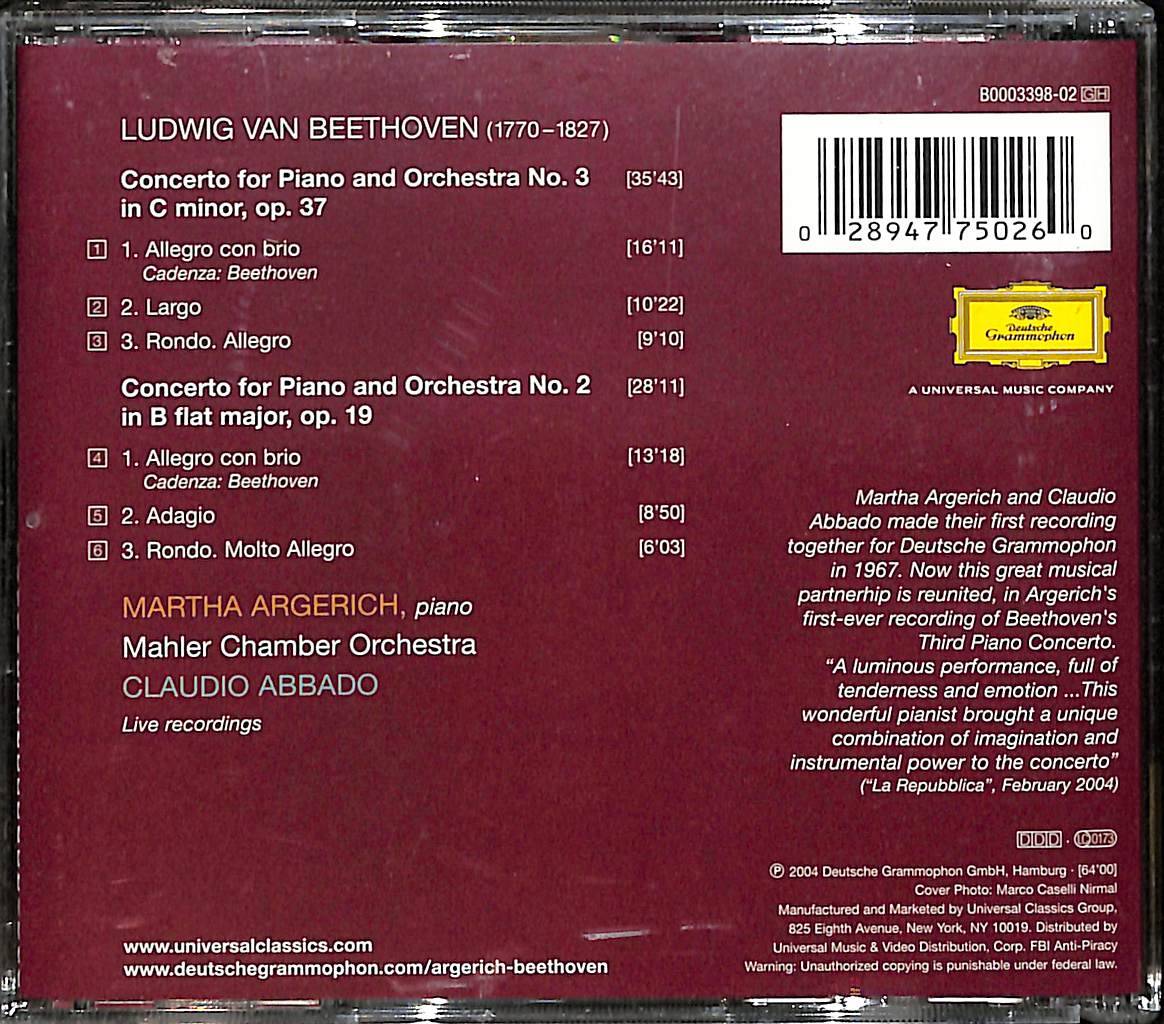 B0003398-02 GH
LUDWIG VAN BEETHOVEN (1770–1827)
Concerto for Piano and Orchestra No. 3 [35'43]
in C minor, op. 37
1 1. Allegro con brio [16'11]
Cadenza: Beethoven
2 2. Largo [10'22]
3 3. Rondo. Allegro [9'10]
Concerto for Piano and Orchestra No. 2 [28'11]
in B flat major, op. 19
4 1. Allegro con brio [13'18]
Cadenza: Beethoven
5 2. Adagio [8'50]
6 3. Rondo. Molto Allegro [6'03]
MARTHA ARGERICH, piano
Mahler Chamber Orchestra
CLAUDIO ABBADO
Live recordings
www.universalclassics.com
www.deutschegrammophon.com/argerich-beethoven
0 28947 75026 0
Deutsche
Grammophon
A UNIVERSAL MUSIC COMPANY
Martha Argerich and Claudio
Abbado made their first recording
together for Deutsche Grammophon
in 1967. Now this great musical
partnerhip is reunited, in Argerich's
first-ever recording of Beethoven's
Third Piano Concerto.
“A luminous performance, full of
tenderness and emotion ...This
wonderful pianist brought a unique
combination of imagination and
instrumental power to the concerto”
(“La Repubblica”, February 2004)
DDD · LC 0173
℗ 2004 Deutsche Grammophon GmbH, Hamburg · [64'00]
Cover Photo: Marco Caselli Nirmal
Manufactured and Marketed by Universal Classics Group,
825 Eighth Avenue, New York, NY 10019. Distributed by
Universal Music & Video Distribution, Corp. FBI Anti-Piracy
Warning: Unauthorized copying is punishable under federal law.